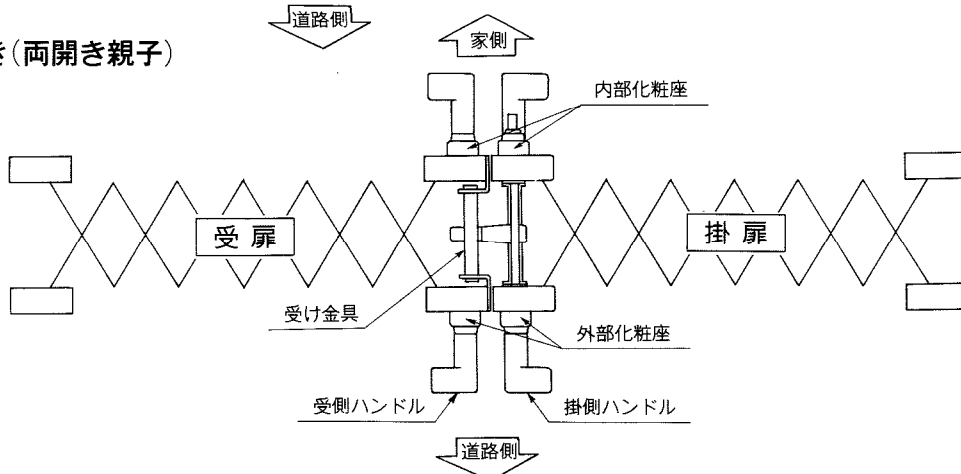 道路側
き(両開き親子)
家側
内部化粧座
受扉
掛扉
受け金具
外部化粧座
受側ハンドル
掛側ハンドル
道路側